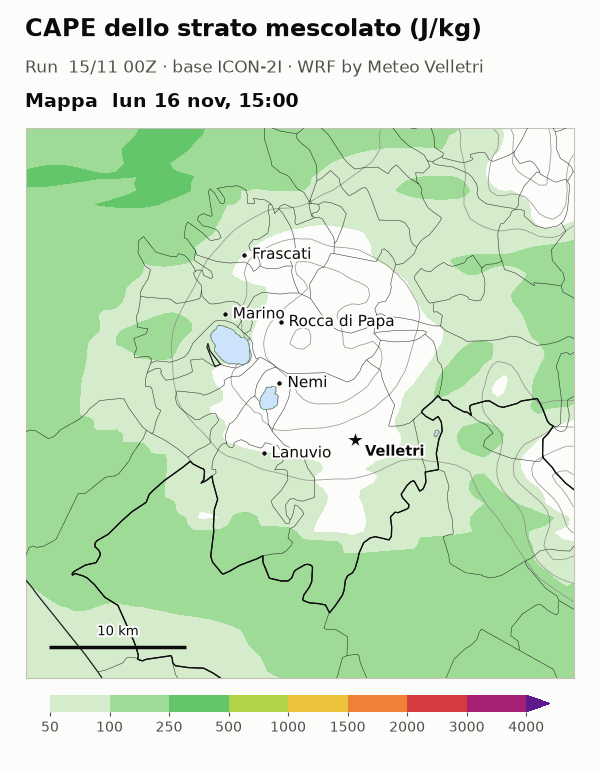 CAPE dello strato mescolato (J/kg)
Run  15/11 00Z · base ICON-2I · WRF by Meteo Velletri
Mappa  lun 16 nov, 15:00
Frascati
Marino
Rocca di Papa
Nemi
Velletri
Lanuvio
10 km
50 100 250 500 1000 1500 2000 3000 4000